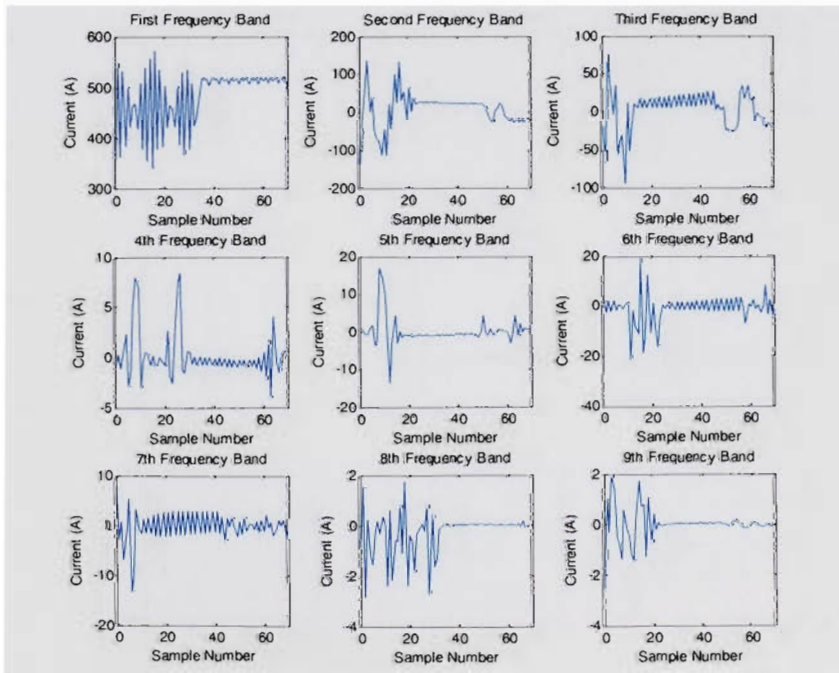 First Frequency Band
600
500
400
300
Current (A)
0 20 40 60
Sample Number
Second Frequency Band
200
100
0
-100
-200
Current (A)
0 20 40 60
Sample Number
Third Frequency Band
100
50
0
-50
-100
Current (A)
0 20 40 60
Sample Number
4th Frequency Band
10
5
0
-5
Current (A)
0 20 40 60
Sample Number
5th Frequency Band
20
10
0
10
20
Current (A)
0 20 40 60
Sample Number
6th Frequency Band
20
0
-20
-40
Current (A)
0 20 40 60
Sample Number
7th Frequency Band
10
-10
-20
Current (A)
0 20 40 60
Sample Number
8th Frequency Band
2
0
-2
-4
Current (A)
0 20 40 60
Sample Number
9th Frequency Band
2
0
-2
-4
Current (A)
0 20 40 60
Sample Number